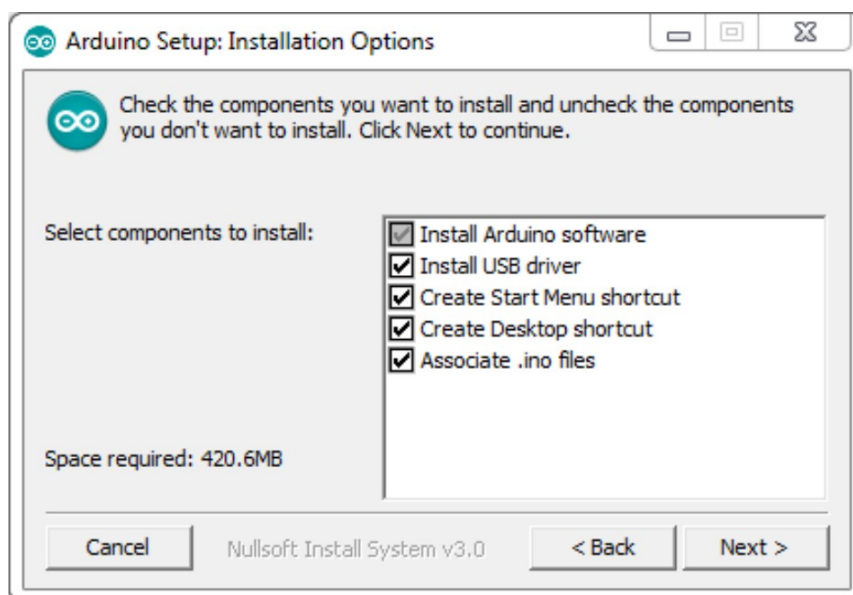 Arduino Setup: Installation Options
Check the components you want to install and uncheck the components
you don't want to install. Click Next to continue.
Select components to install:
Install Arduino software
Install USB driver
Create Start Menu shortcut
Create Desktop shortcut
Associate .ino files
Space required: 420.6MB
Cancel
Nullsoft Install System v3.0
< Back
Next >